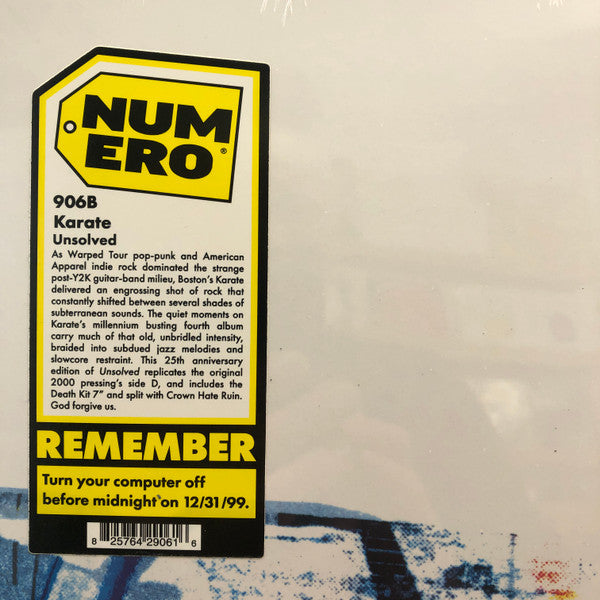 NUM
ERO®
906B
Karate
Unsolved
As Warped Tour pop-punk and American
Apparel indie rock dominated the strange
post-Y2K guitar-band milieu, Boston's Karate
delivered an engrossing shot of rock that
constantly shifted between several shades of
subterranean sounds. The quiet moments on
Karate's millennium busting fourth album
carry much of that old, unbridled intensity,
braided into subdued jazz melodies and
slowcore restraint. This 25th anniversary
edition of Unsolved replicates the original
2000 pressing's side D, and includes the
Death Kit 7" and split with Crown Hate Ruin.
God forgive us.
REMEMBER
Turn your computer off
before midnight on 12/31/99.
8 25764 29061 6